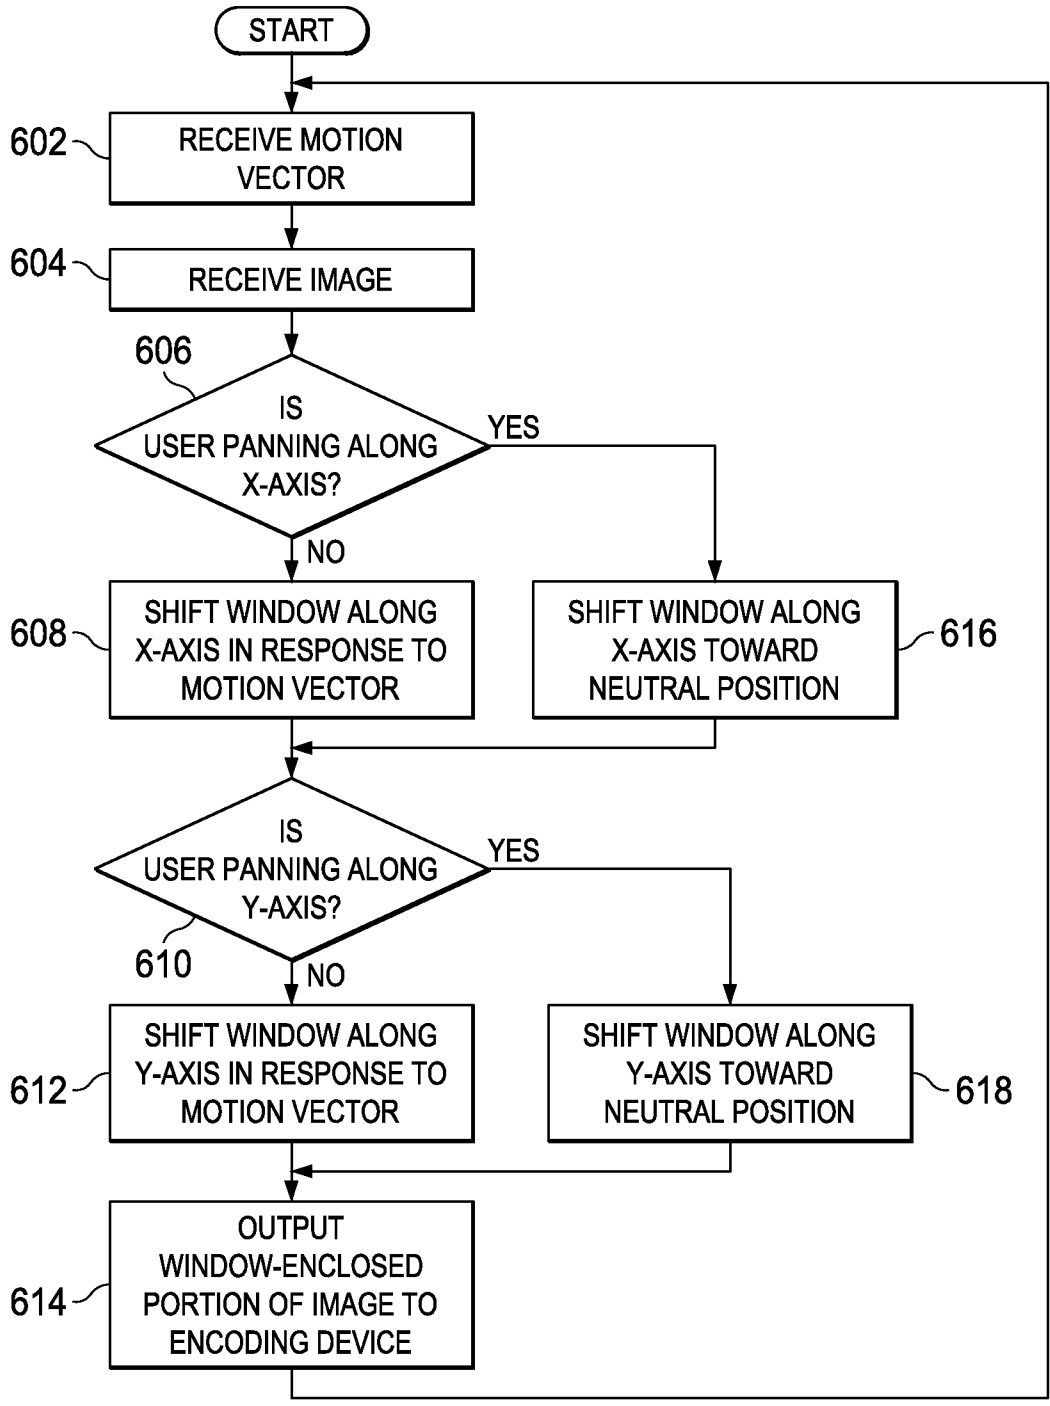 START
602
RECEIVE MOTION
VECTOR
604
RECEIVE IMAGE
606
IS
USER PANNING ALONG
X-AXIS?
YES
NO
608
SHIFT WINDOW ALONG
X-AXIS IN RESPONSE TO
MOTION VECTOR
SHIFT WINDOW ALONG
X-AXIS TOWARD
NEUTRAL POSITION
616
IS
USER PANNING ALONG
Y-AXIS?
YES
610
NO
612
SHIFT WINDOW ALONG
Y-AXIS IN RESPONSE TO
MOTION VECTOR
SHIFT WINDOW ALONG
Y-AXIS TOWARD
NEUTRAL POSITION
618
614
OUTPUT
WINDOW-ENCLOSED
PORTION OF IMAGE TO
ENCODING DEVICE